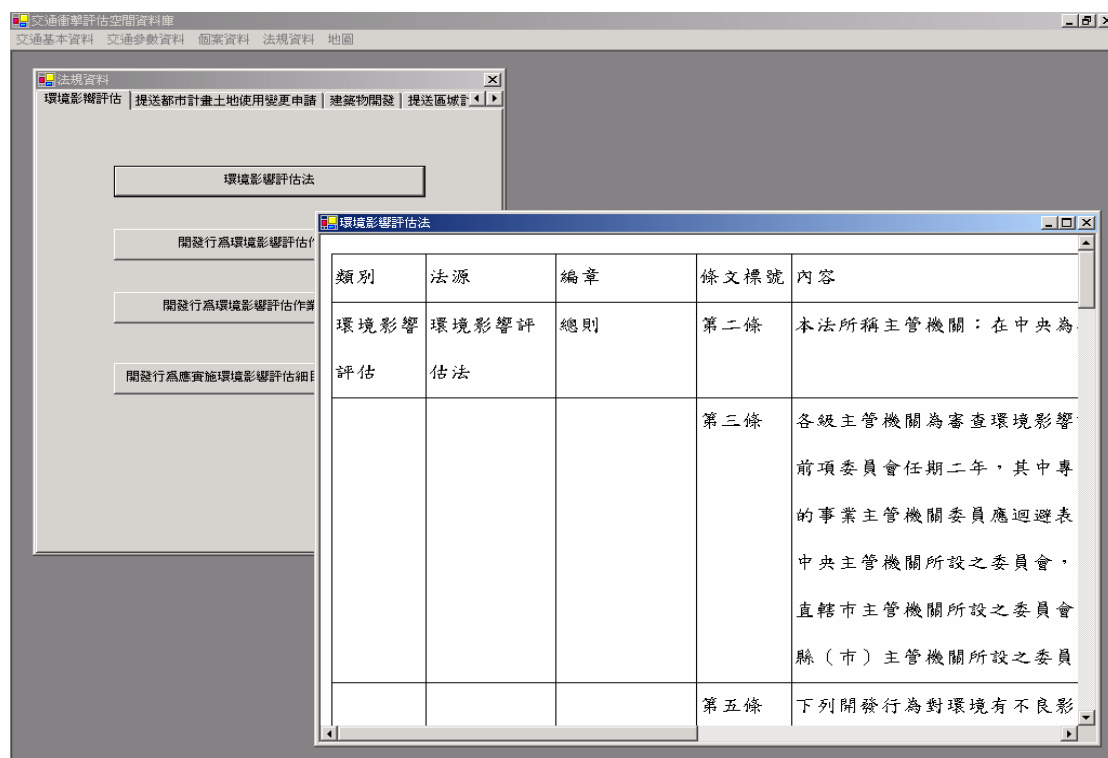 交通衝擊評估空間資料庫
交通基本資料 交通參數資料 個案資料 法規資料 地圖
法規資料
環境影響評估 提送都市計畫土地使用變更申請 建築物開發 提送區域計
環境影響評估法
開發行為環境影響評估作
開發行為環境影響評估作業
開發行為應實施環境影響評估細目
環境影響評估法
類別 法源 編章 條文標號 內容
環境影響 環境影響評 總則 第二條 本法所稱主管機關：在中央為
評估 估法
第三條 各級主管機關為審查環境影響
前項委員會任期二年，其中專
的事業主管機關委員應迴避表
中央主管機關所設之委員會，
直轄市主管機關所設之委員會
縣（市）主管機關所設之委員
第五條 下列開發行為對環境有不良影